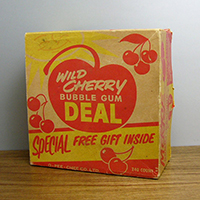 WILD
CHERRY
BUBBLE GUM
DEAL
SPECIAL FREE GIFT INSIDE